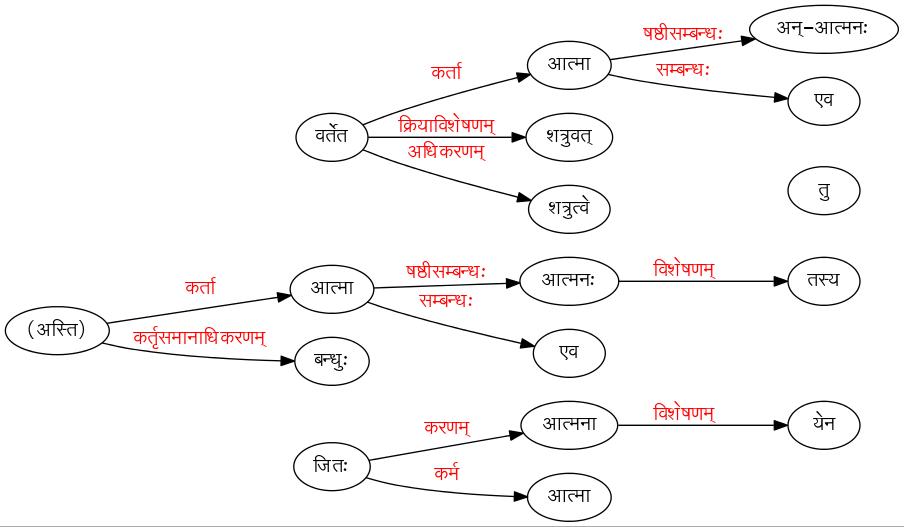 षष्ठीसम्बन्धः
अन्-आत्मनः
आत्मा
कर्ता
सम्बन्धः
एव
क्रियाविशेषणम्
वर्तेत
शत्रुवत्
अधिकरणम्
शत्रुत्वे
तु
कर्ता
आत्मा
षष्ठीसम्बन्धः
आत्मनः
विशेषणम्
तस्य
सम्बन्धः
(अस्ति)
कर्तृसमानाधिकरणम्
बन्धुः
एव
करणम्
आत्मना
विशेषणम्
येन
जितः
कर्म
आत्मा